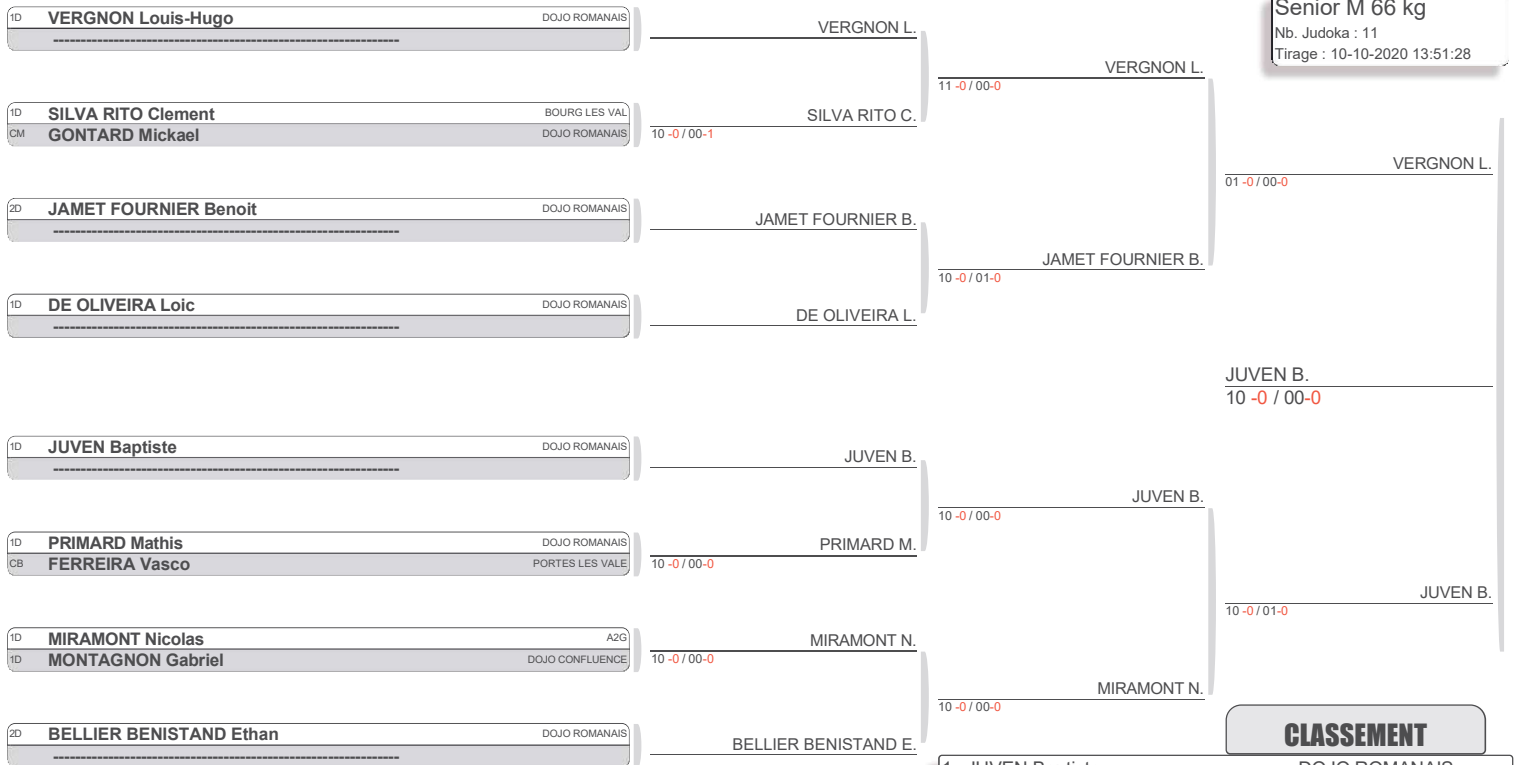 Senior M 66 kg
Nb. Judoka : 11
Tirage : 10-10-2020 13:51:28
1D VERGNON Louis-Hugo DOJO ROMANAIS
-----------------------------------------------------------------
1D SILVA RITO Clement BOURG LES VAL
CM GONTARD Mickael DOJO ROMANAIS
2D JAMET FOURNIER Benoit DOJO ROMANAIS
-----------------------------------------------------------------
1D DE OLIVEIRA Loic DOJO ROMANAIS
-----------------------------------------------------------------
1D JUVEN Baptiste DOJO ROMANAIS
-----------------------------------------------------------------
1D PRIMARD Mathis DOJO ROMANAIS
CB FERREIRA Vasco PORTES LES VALE
1D MIRAMONT Nicolas A2G
1D MONTAGNON Gabriel DOJO CONFLUENCE
2D BELLIER BENISTAND Ethan DOJO ROMANAIS
-----------------------------------------------------------------
VERGNON L.
SILVA RITO C.
10 -0 / 00-1
JAMET FOURNIER B.
DE OLIVEIRA L.
JUVEN B.
PRIMARD M.
10 -0 / 00-0
MIRAMONT N.
10 -0 / 00-0
BELLIER BENISTAND E.
VERGNON L.
11 -0 / 00-0
JAMET FOURNIER B.
10 -0 / 01-0
JUVEN B.
10 -0 / 00-0
MIRAMONT N.
10 -0 / 00-0
VERGNON L.
01 -0 / 00-0
JUVEN B.
10 -0 / 00-0
JUVEN B.
10 -0 / 01-0
CLASSEMENT
1 JUVEN Baptiste DOJO ROMANAIS